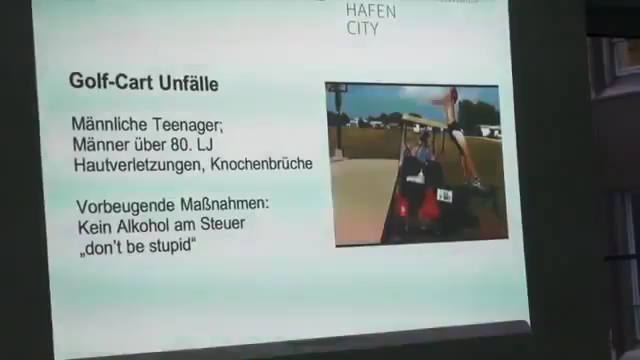 HAFEN
CITY
Golf-Cart Unfälle
Männliche Teenager;
Männer über 80. LJ
Hautverletzungen, Knochenbrüche
Vorbeugende Maßnahmen:
Kein Alkohol am Steuer
„don't be stupid“